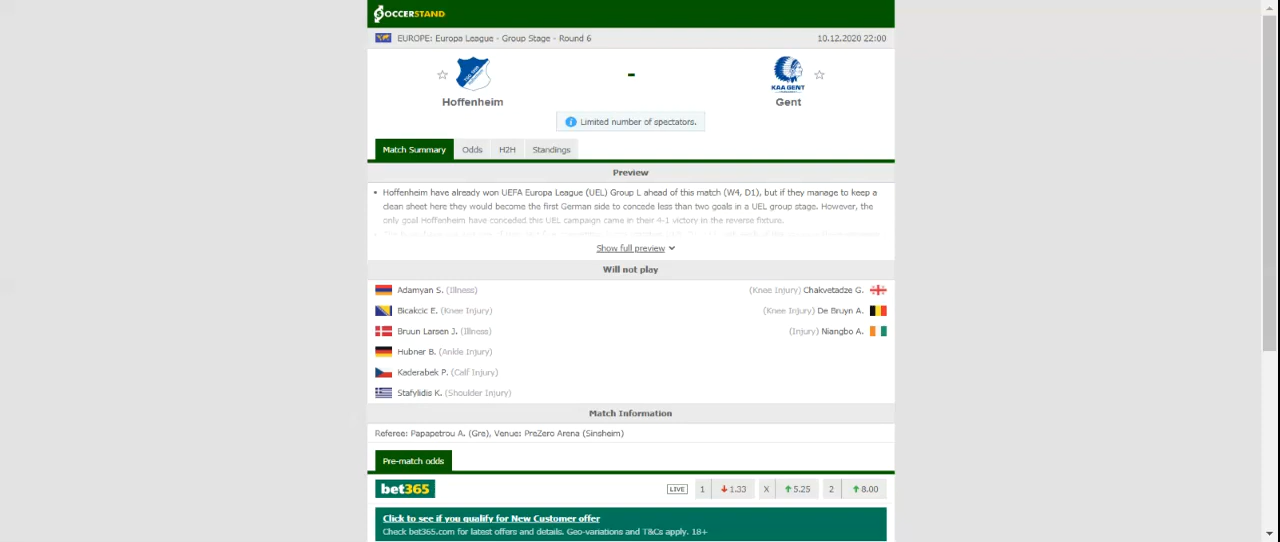 SOCCERSTAND
EUROPE: Europa League - Group Stage - Round 6
10.12.2020 22:00
TSG 1899
KAA GENT
-
Hoffenheim
Gent
Limited number of spectators.
Match Summary
Odds
H2H
Standings
Preview
Hoffenheim have already won UEFA Europa League (UEL) Group L ahead of this match (W4, D1), but if they manage to keep a
clean sheet here they would become the first German side to concede less than two goals in a UEL group stage. However, the
only goal Hoffenheim have conceded this UEL campaign came in their 4-1 victory in the reverse fixture.
Show full preview
Will not play
Adamyan S. (Illness)
(Knee Injury) Chakvetadze G.
Bicakcic E. (Knee Injury)
(Knee Injury) De Bruyn A.
Bruun Larsen J. (Illness)
(Injury) Niangbo A.
Hubner B. (Ankle Injury)
Kaderabek P. (Calf Injury)
Stafylidis K. (Shoulder Injury)
Match Information
Referee: Papapetrou A. (Gre), Venue: PreZero Arena (Sinsheim)
Pre-match odds
bet365
LIVE
1 1.33 X 5.25 2 8.00
Click to see if you qualify for New Customer offer
Check bet365.com for latest offers and details. Geo-variations and T&Cs apply. 18+